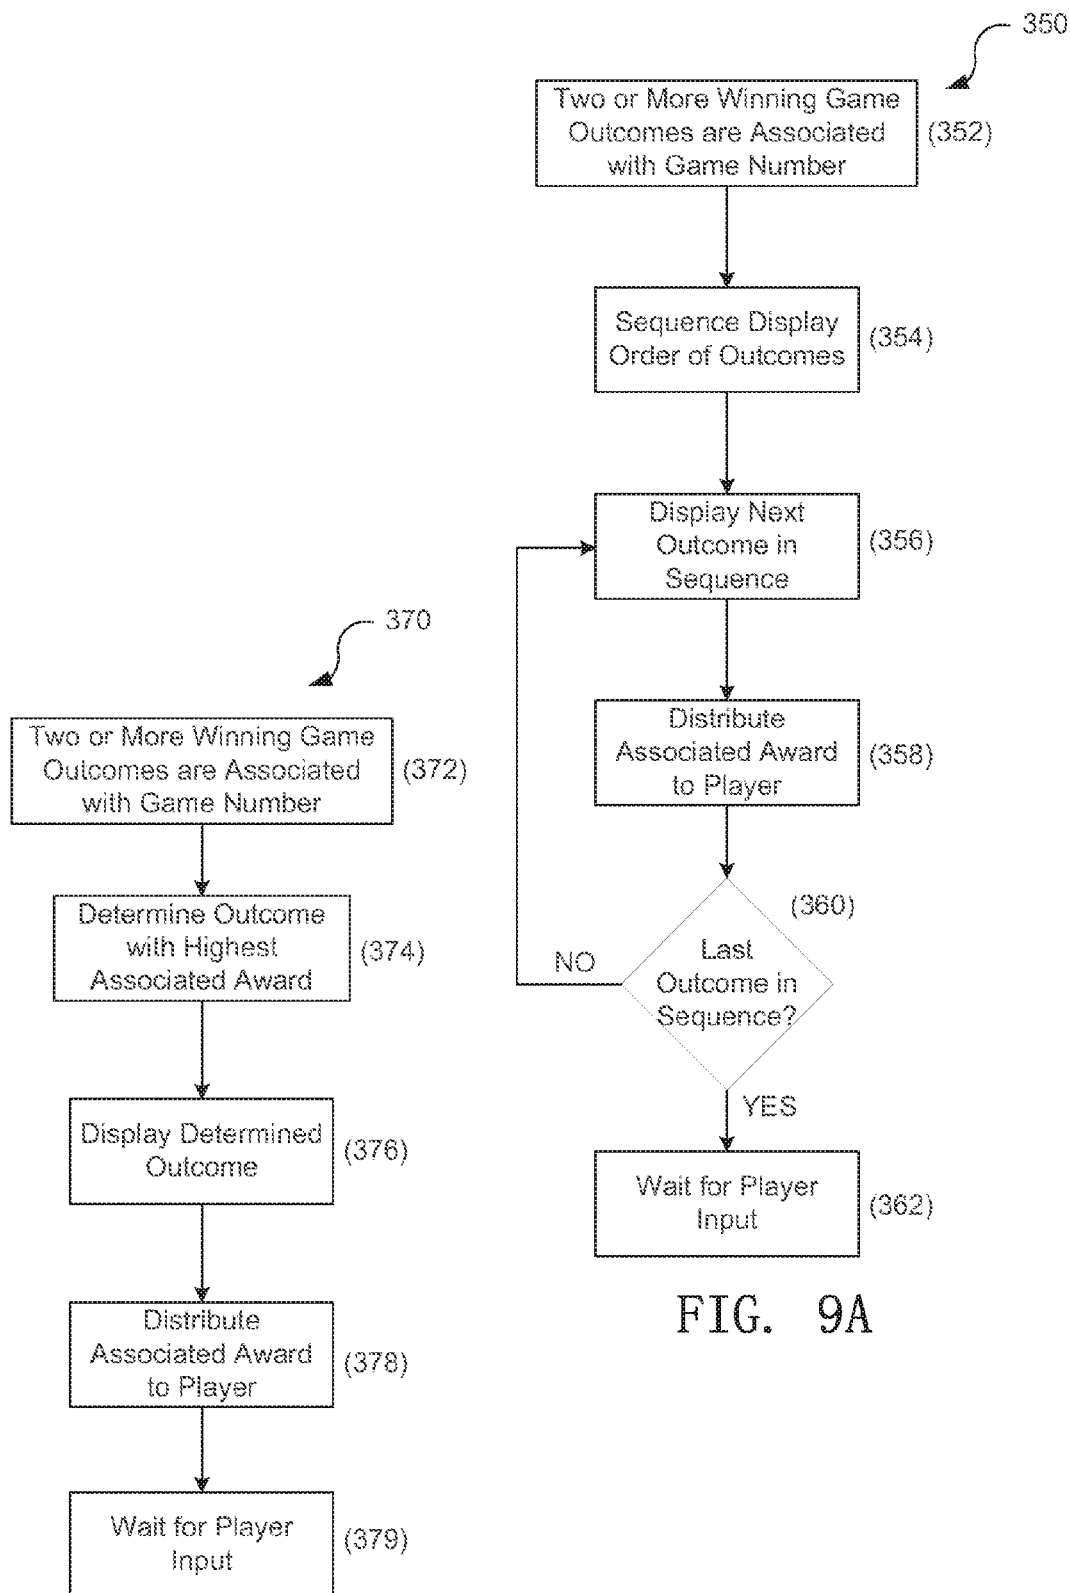 350
Two or More Winning Game
Outcomes are Associated
with Game Number
(352)
Sequence Display
Order of Outcomes
(354)
Display Next
Outcome in
Sequence
(356)
Distribute
Associated Award
to Player
(358)
(360)
Last
Outcome in
Sequence?
NO
YES
Wait for Player
Input
(362)
FIG. 9A
370
Two or More Winning Game
Outcomes are Associated
with Game Number
(372)
Determine Outcome
with Highest
Associated Award
(374)
Display Determined
Outcome
(376)
Distribute
Associated Award
to Player
(378)
Wait for Player
Input
(379)